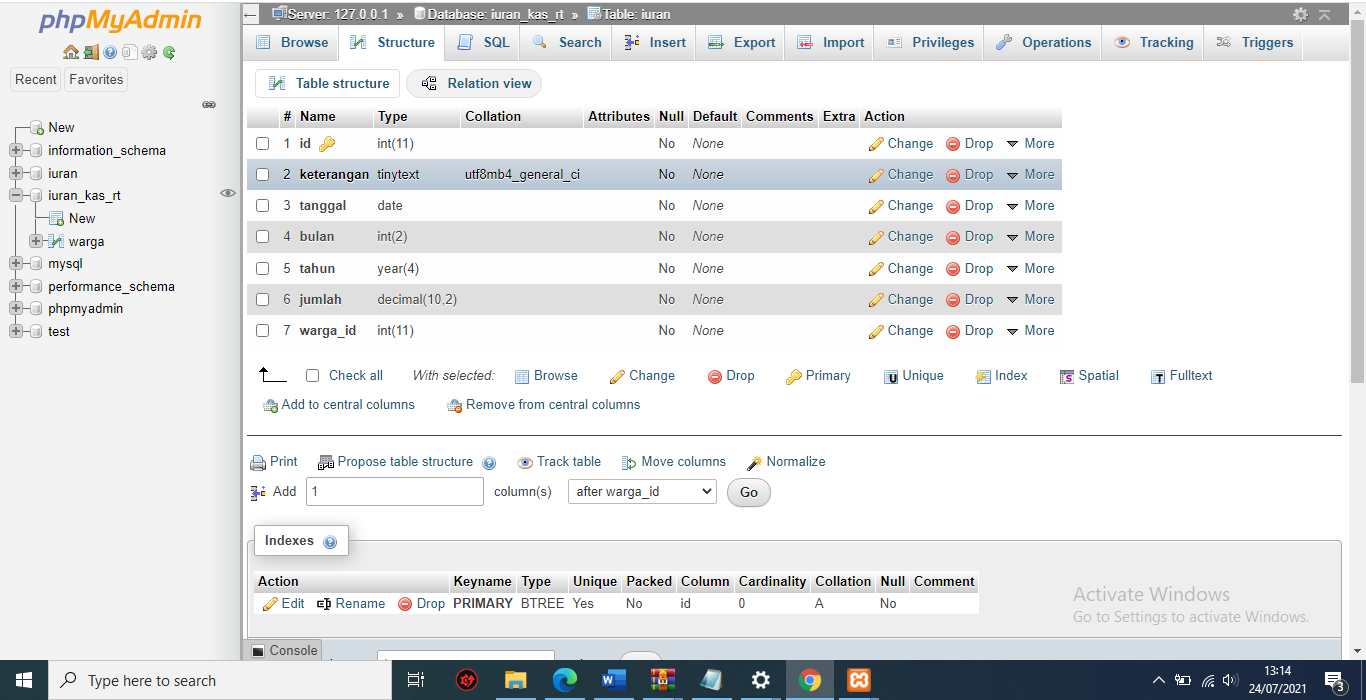 phpMyAdmin
Recent Favorites
New
information_schema
iuran
iuran_kas_rt
New
warga
mysql
performance_schema
phpmyadmin
test
Server: 127.0.0.1 » Database: iuran_kas_rt » Table: iuran
Browse Structure SQL Search Insert Export Import Privileges Operations Tracking Triggers
Table structure Relation view
# Name Type Collation Attributes Null Default Comments Extra Action
1 id int(11) No None Change Drop More
2 keterangan tinytext utf8mb4_general_ci No None Change Drop More
3 tanggal date No None Change Drop More
4 bulan int(2) No None Change Drop More
5 tahun year(4) No None Change Drop More
6 jumlah decimal(10,2) No None Change Drop More
7 warga_id int(11) No None Change Drop More
Check all With selected: Browse Change Drop Primary Unique Index Spatial Fulltext
Add to central columns Remove from central columns
Print Propose table structure Track table Move columns Normalize
Add 1 column(s) after warga_id Go
Indexes
Action Keyname Type Unique Packed Column Cardinality Collation Null Comment
Edit Rename Drop PRIMARY BTREE Yes No id 0 A No
Activate Windows
Go to Settings to activate Windows.
Console
Type here to search
13:14
24/07/2021
3